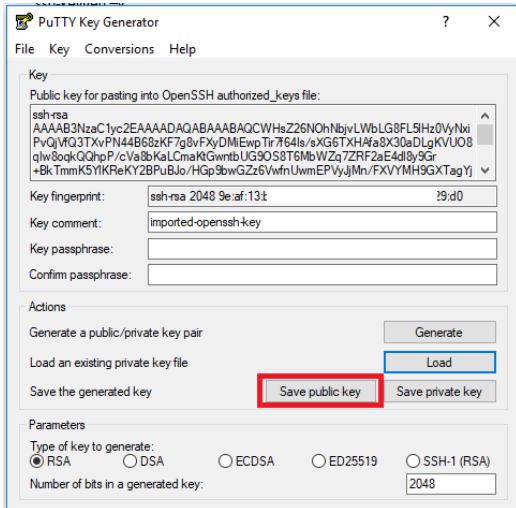 PuTTY Key Generator ?
File Key Conversions Help
Key
Public key for pasting into OpenSSH authorized_keys file:
ssh-rsa
AAAAB3NzaC1yc2EAAAADAQABAAABAQCWHsZ26NOhNbjvLWbLG8FL5lHz0VyNxi
PvQjVfQ3TXvPN44B68zKF7g8vFXyDMiEwpTir7f64ls/sXG6TXHAfa8X30aDLgKVUO8
qlw8oqkQQhpP/cVa8bKaLCmaKtGwntbUG9OS8T6MbWZq7ZRF2aE4dl8y9Gr
+BkTmmK5YlKReKY2BPuBJo/HGp9bwGZz6VwfnUwmEPVyJjMn/FXVYMH9GXTagYj
Key fingerprint: ssh-rsa 2048 9e:af:13:b 29:d0
Key comment: imported-openssh-key
Key passphrase:
Confirm passphrase:
Actions
Generate a public/private key pair Generate
Load an existing private key file Load
Save the generated key Save public key Save private key
Parameters
Type of key to generate:
RSA DSA ECDSA ED25519 SSH-1 (RSA)
Number of bits in a generated key: 2048